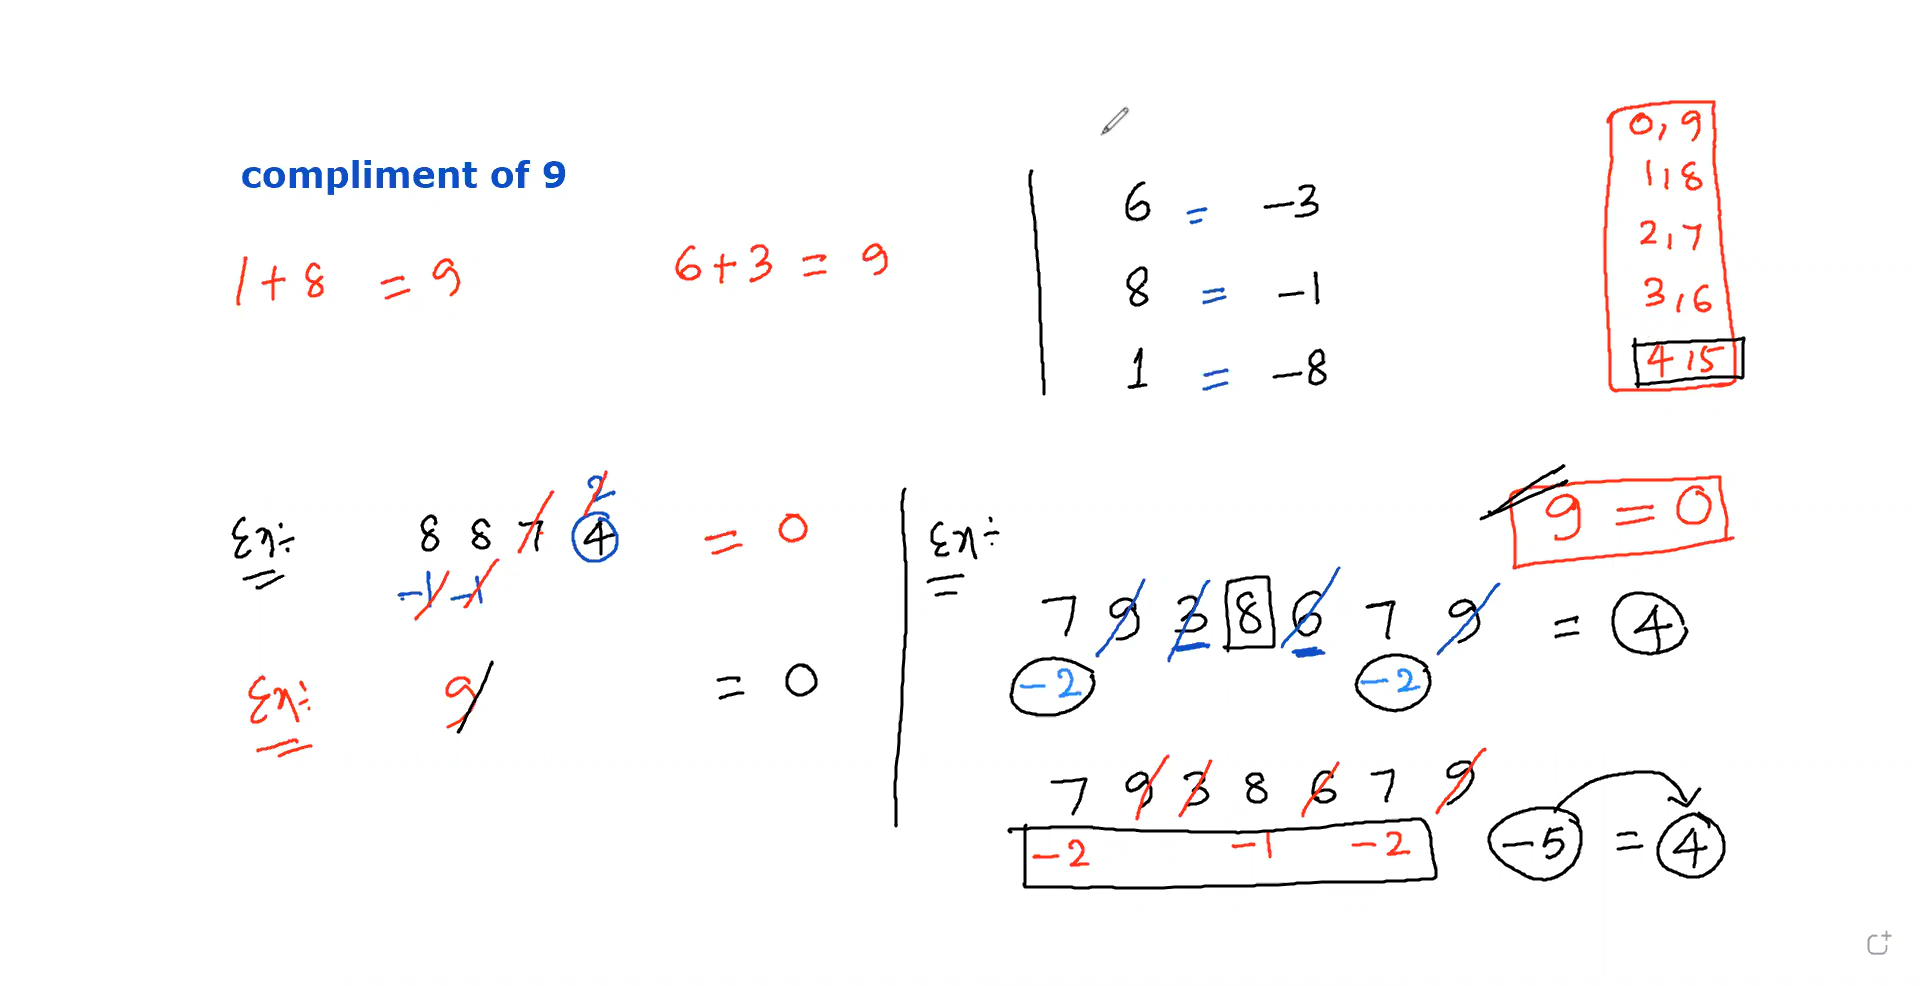 compliment of 9
1 + 8 = 9
6 + 3 = 9
6 = -3
8 = -1
1 = -8
0, 9
1, 8
2, 7
3, 6
4, 5
Ex:-
2
8 8 7 4 = 0
-1 -1
Ex:-
9 = 0
Ex:-
9 = 0
7 9 3 8 6 7 9 = 4
-2 -2
7 9 3 8 6 7 9
-2 -1 -2
-5 = 4